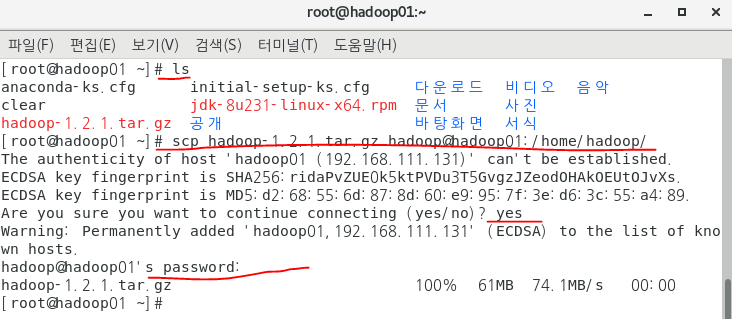 root@hadoop01:~
파일(F) 편집(E) 보기(V) 검색(S) 터미널(T) 도움말(H)
[root@hadoop01 ~]# ls
anaconda-ks.cfg initial-setup-ks.cfg 다운로드 비디오 음악
clear jdk-8u231-linux-x64.rpm 문서 사진
hadoop-1.2.1.tar.gz 공개 바탕화면 서식
[root@hadoop01 ~]# scp hadoop-1.2.1.tar.gz hadoop@hadoop01:/home/hadoop/
The authenticity of host 'hadoop01 (192.168.111.131)' can't be established.
ECDSA key fingerprint is SHA256:ridaPvZUE0k5ktPVDu3T5GvgzJZeodOHAkOEUtOJvXs.
ECDSA key fingerprint is MD5:d2:68:55:6d:87:8d:60:e9:95:7f:3e:d6:3c:55:a4:89.
Are you sure you want to continue connecting (yes/no)? yes
Warning: Permanently added 'hadoop01,192.168.111.131' (ECDSA) to the list of kno
wn hosts.
hadoop@hadoop01's password:
hadoop-1.2.1.tar.gz 100% 61MB 74.1MB/s 00:00
[root@hadoop01 ~]#